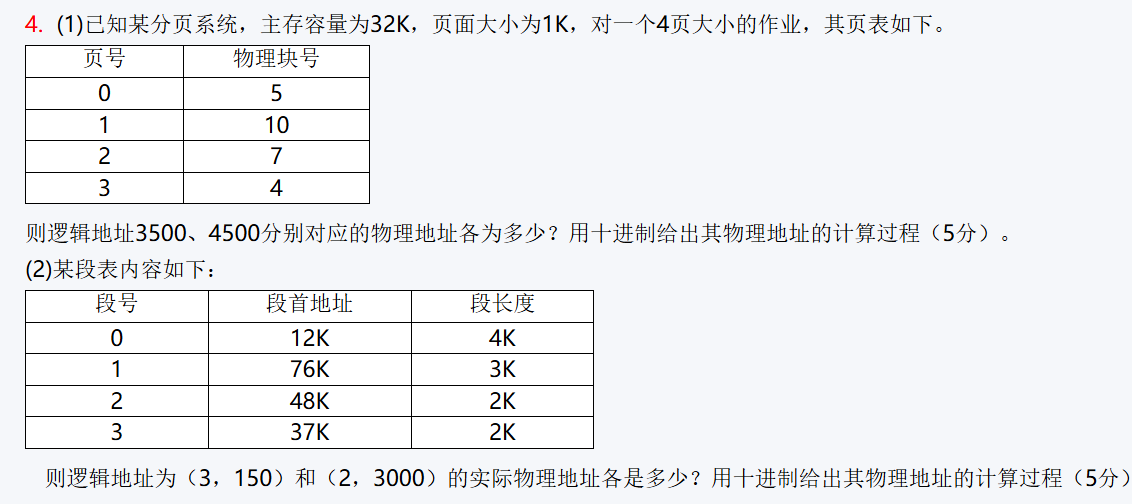 4. (1)已知某分页系统，主存容量为32K，页面大小为1K，对一个4页大小的作业，其页表如下。
页号 物理块号
0 5
1 10
2 7
3 4
则逻辑地址3500、4500分别对应的物理地址各为多少？用十进制给出其物理地址的计算过程（5分）。
(2)某段表内容如下：
段号 段首地址 段长度
0 12K 4K
1 76K 3K
2 48K 2K
3 37K 2K
则逻辑地址为（3，150）和（2，3000）的实际物理地址各是多少？用十进制给出其物理地址的计算过程（5分）